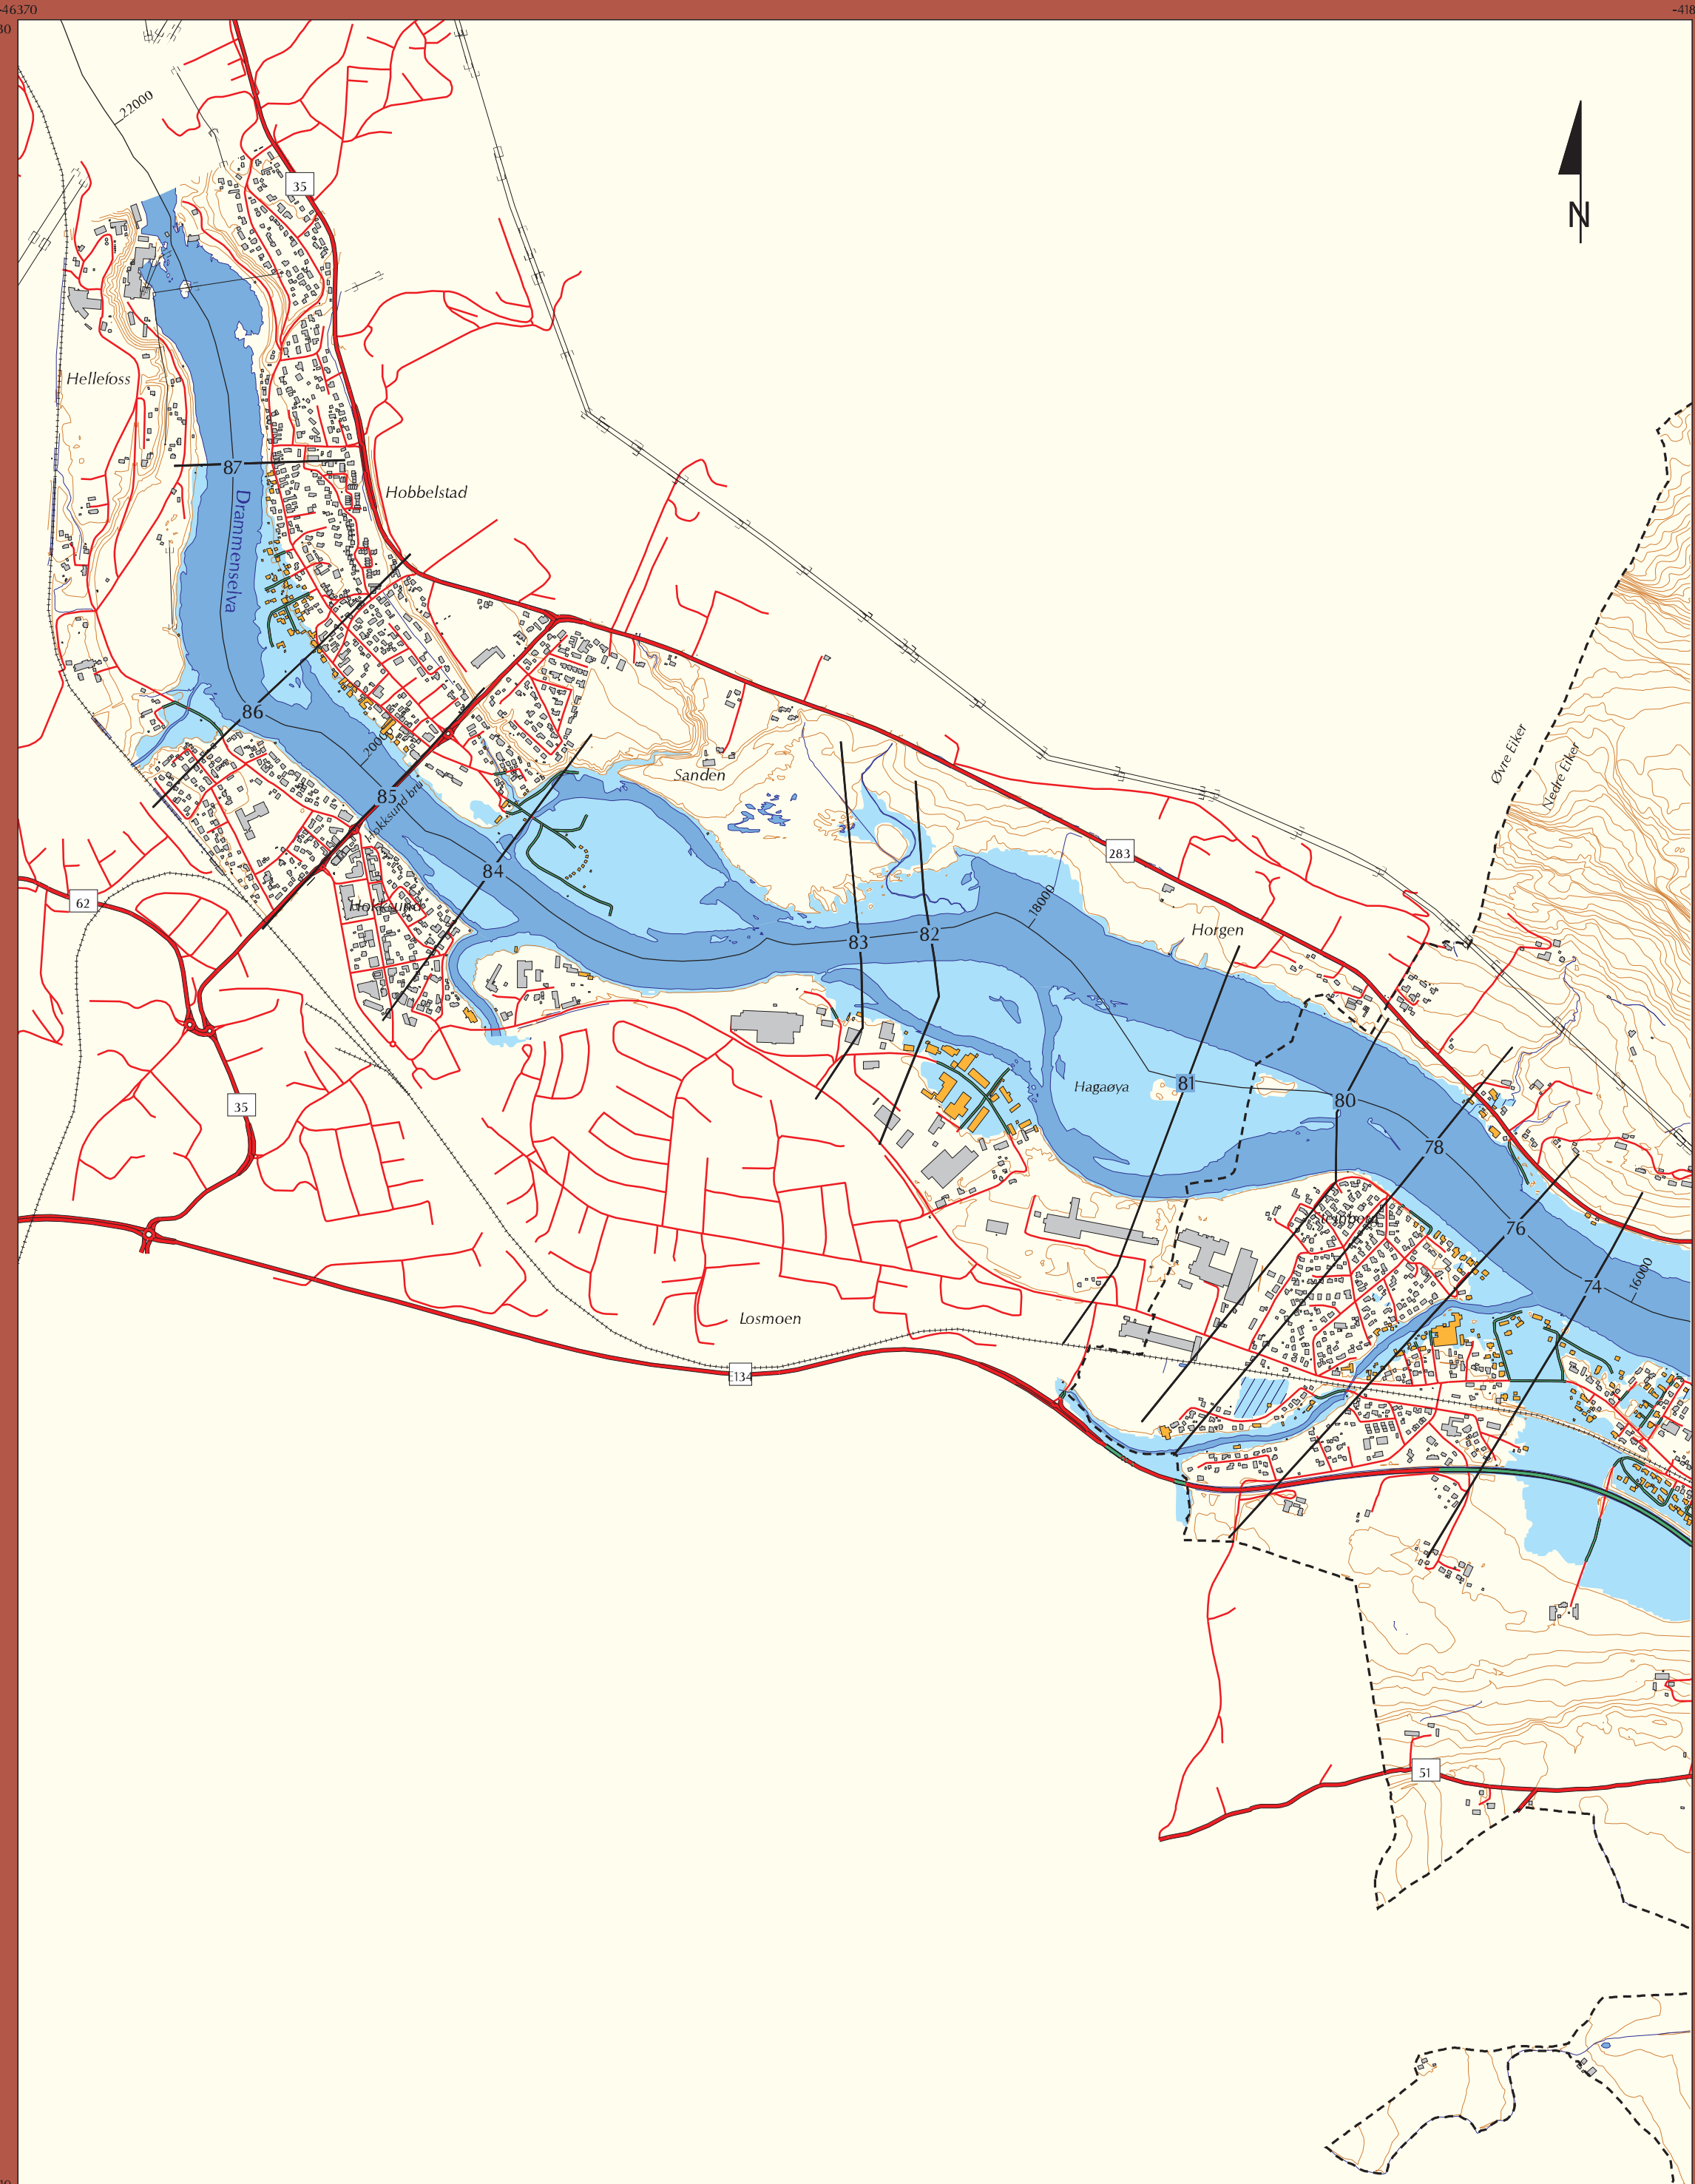 -46370
-418
30
22000
35
N
Hellefoss
87
Hobbelstad
Drammenselva
86
Øvre Eiker
Nedre Eiker
Sanden
85
Hokksund bru
283
84
62
Hokksund
18000
Horgen
83
82
Hagaøya
81
80
35
78
76
16000
74
Losmoen
E134
51